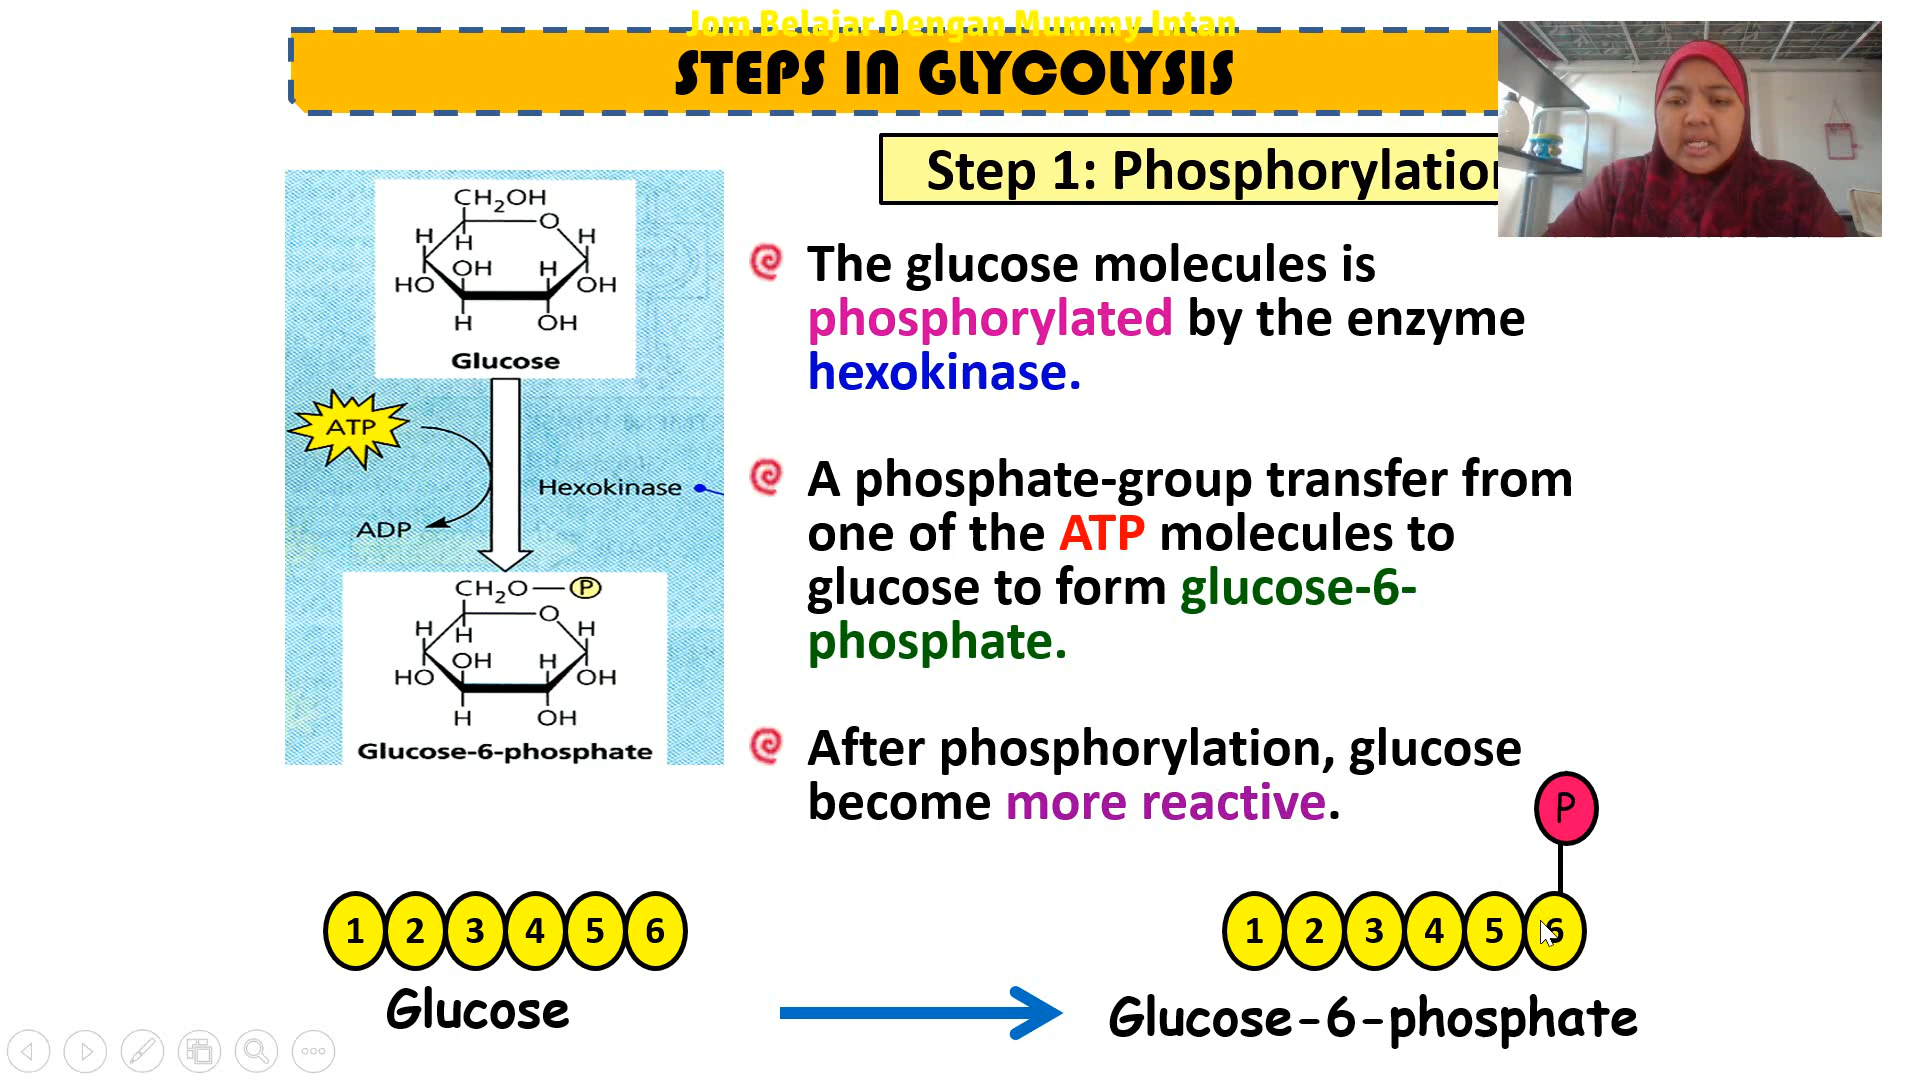 Jom Belajar Dengan Mummy Intan
STEPS IN GLYCOLYSIS
Step 1: Phosphorylation
CH₂OH
O
H
H
H
OH
H
HO
OH
H
OH
Glucose
ATP
Hexokinase
ADP
CH₂O—P
O
H
H
H
OH
H
HO
OH
H
OH
Glucose-6-phosphate
The glucose molecules is
phosphorylated by the enzyme
hexokinase.
A phosphate-group transfer from
one of the ATP molecules to
glucose to form glucose-6-
phosphate.
After phosphorylation, glucose
become more reactive.
P
1 2 3 4 5 6
Glucose
1 2 3 4 5 6
Glucose-6-phosphate